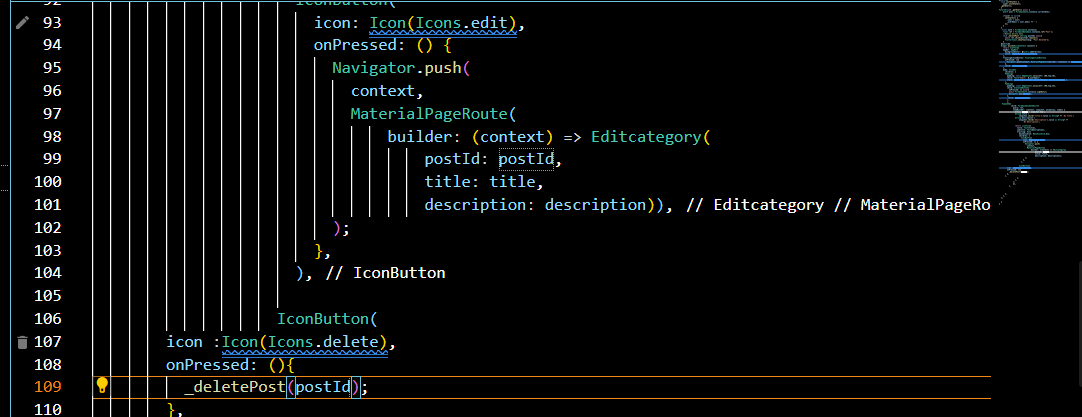 92 IconButton(
93 icon: Icon(Icons.edit),
94 onPressed: () {
95 Navigator.push(
96 context,
97 MaterialPageRoute(
98 builder: (context) => Editcategory(
99 postId: postId,
100 title: title,
101 description: description)), // Editcategory // MaterialPageRo
102 );
103 },
104 ), // IconButton
105
106 IconButton(
107 icon :Icon(Icons.delete),
108 onPressed: (){
109 _deletePost(postId);
110 },